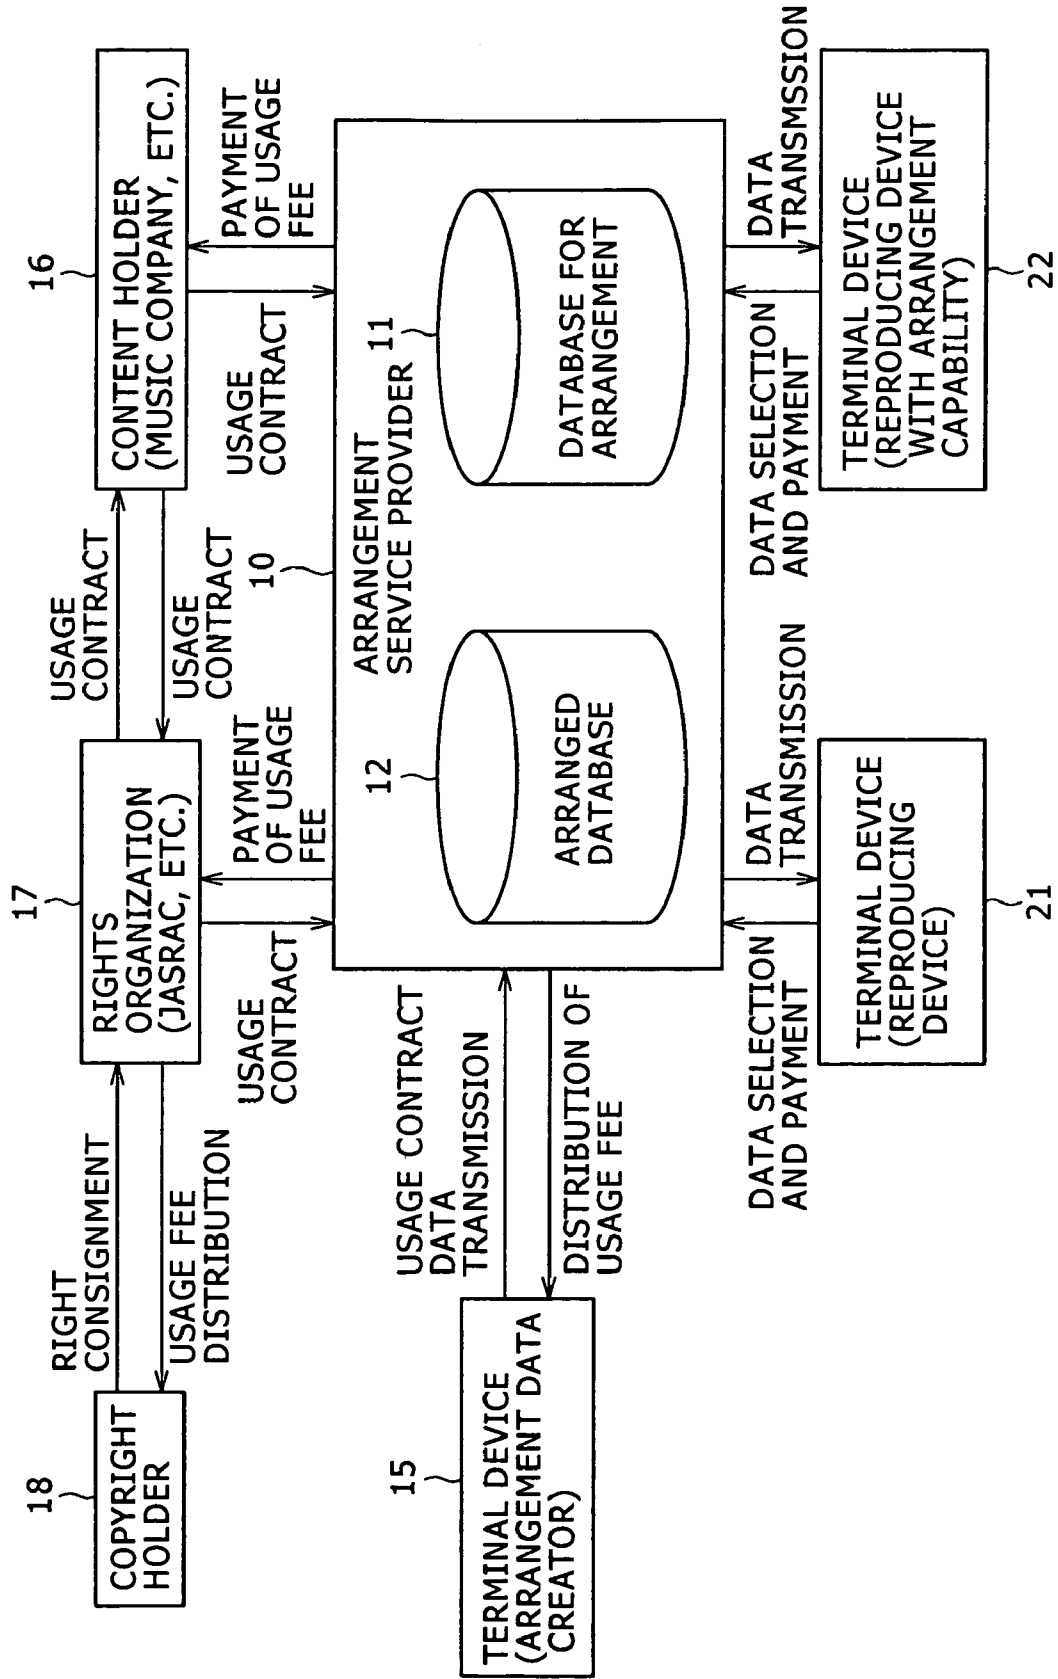 18
COPYRIGHT
HOLDER
RIGHT
CONSIGNMENT
USAGE FEE
DISTRIBUTION
17
RIGHTS
ORGANIZATION
(JASRAC, ETC.)
USAGE
CONTRACT
USAGE
CONTRACT
16
CONTENT HOLDER
(MUSIC COMPANY, ETC.)
USAGE
CONTRACT
PAYMENT
OF USAGE
FEE
USAGE
CONTRACT
PAYMENT
OF USAGE
FEE
10
ARRANGEMENT
SERVICE PROVIDER
12
ARRANGED
DATABASE
11
DATABASE FOR
ARRANGEMENT
15
TERMINAL DEVICE
(ARRANGEMENT DATA
CREATOR)
USAGE CONTRACT
DATA
TRANSMISSION
DISTRIBUTION OF
USAGE FEE
DATA SELECTION
AND PAYMENT
DATA
TRANSMISSION
DATA SELECTION
AND PAYMENT
DATA
TRANSMSSION
TERMINAL DEVICE
(REPRODUCING
DEVICE)
21
TERMINAL DEVICE
(REPRODUCING DEVICE
WITH ARRANGEMENT
CAPABILITY)
22